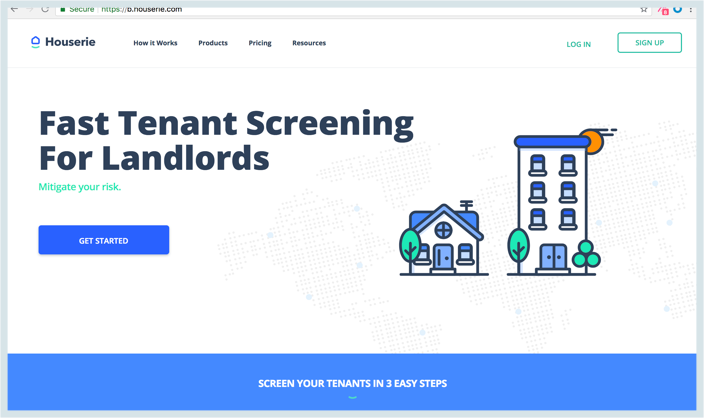 Secure https://b.houserie.com
Houserie How it Works Products Pricing Resources LOG IN SIGN UP
Fast Tenant Screening
For Landlords
Mitigate your risk.
GET STARTED
SCREEN YOUR TENANTS IN 3 EASY STEPS